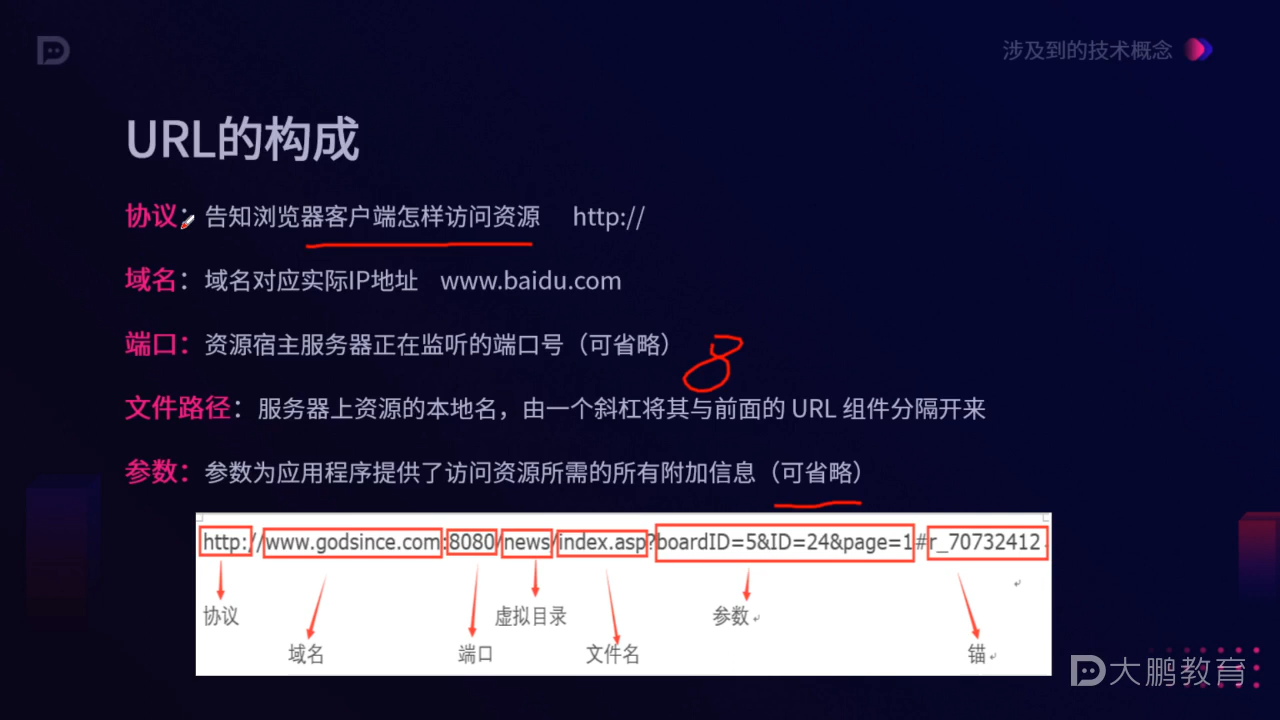 涉及到的技术概念
URL的构成
协议：告知浏览器客户端怎样访问资源 http://
域名：域名对应实际IP地址 www.baidu.com
端口：资源宿主服务器正在监听的端口号（可省略）
8
文件路径：服务器上资源的本地名，由一个斜杠将其与前面的 URL 组件分隔开来
参数：参数为应用程序提供了访问资源所需的所有附加信息（可省略）
http://www.godsince.com:8080/news/index.asp?boardID=5&ID=24&page=1#r_70732412
协议 虚拟目录 参数
域名 端口 文件名 锚
大鹏教育